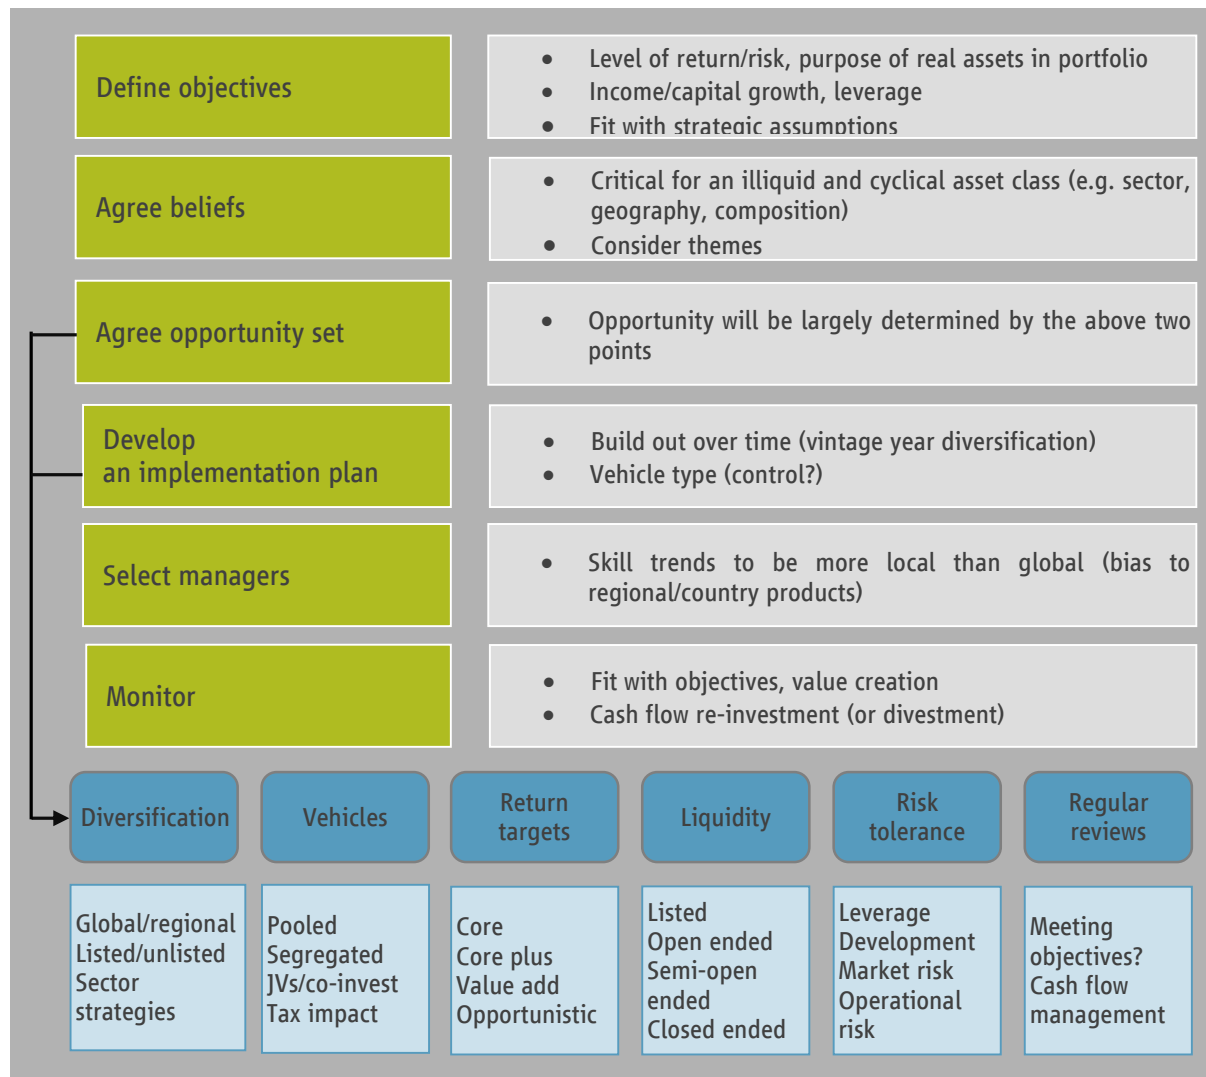 Define objectives
• Level of return/risk, purpose of real assets in portfolio
• Income/capital growth, leverage
• Fit with strategic assumptions
Agree beliefs
• Critical for an illiquid and cyclical asset class (e.g. sector,
geography, composition)
• Consider themes
Agree opportunity set
• Opportunity will be largely determined by the above two
points
Develop
an implementation plan
• Build out over time (vintage year diversification)
• Vehicle type (control?)
Select managers
• Skill trends to be more local than global (bias to
regional/country products)
Monitor
• Fit with objectives, value creation
• Cash flow re-investment (or divestment)
Diversification
Vehicles
Return
targets
Liquidity
Risk
tolerance
Regular
reviews
Global/regional
Listed/unlisted
Sector
strategies
Pooled
Segregated
JVs/co-invest
Tax impact
Core
Core plus
Value add
Opportunistic
Listed
Open ended
Semi-open
ended
Closed ended
Leverage
Development
Market risk
Operational
risk
Meeting
objectives?
Cash flow
management